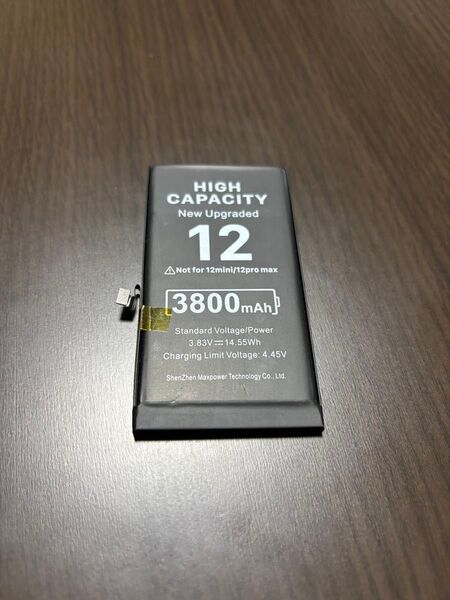 HIGH
CAPACITY
New Upgraded
12
⚠Not for 12mini/12pro max
3800mAh
Standard Voltage/Power
3.83V⎓14.55Wh
Charging Limit Voltage: 4.45V
ShenZhen Maxpower Technology Co., Ltd.